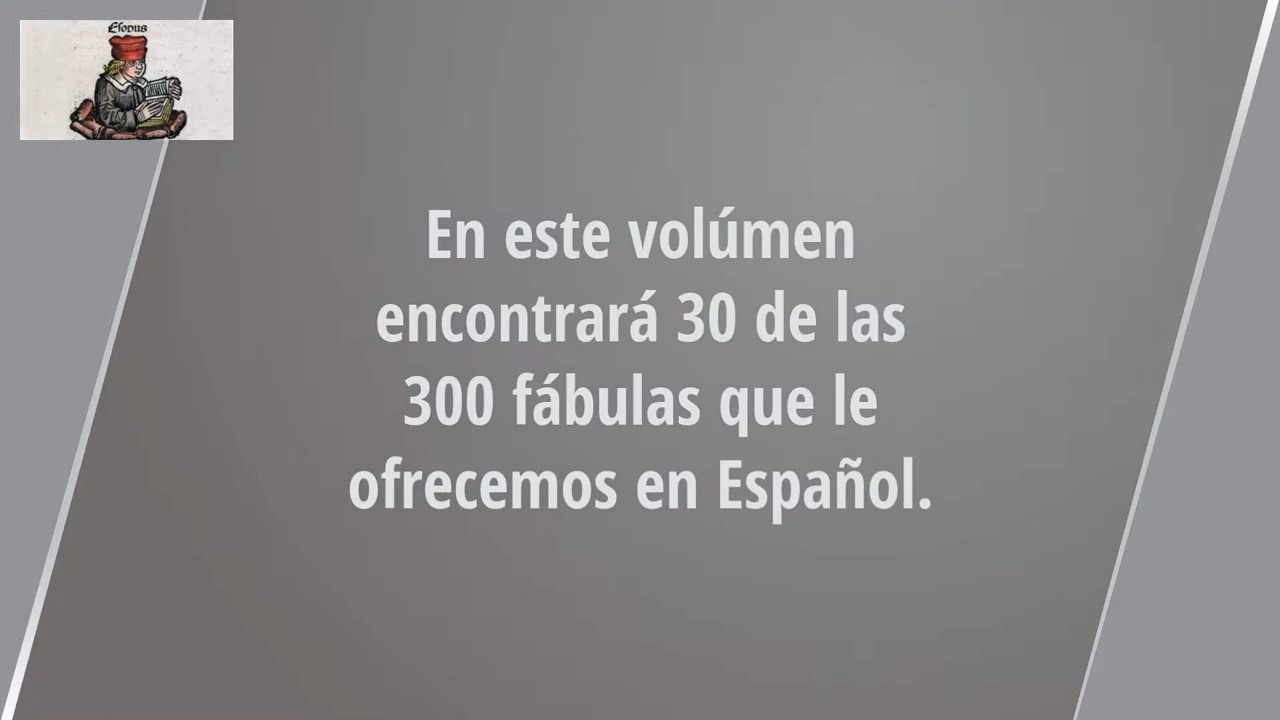 Esopus
En este volúmen
encontrará 30 de las
300 fábulas que le
ofrecemos en Español.